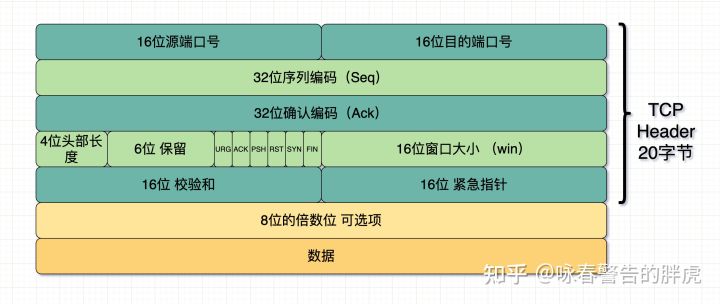 16位源端口号
16位目的端口号
32位序列编码（Seq）
32位确认编码（Ack）
4位头部长
度
6位 保留
URG
ACK
PSH
RST
SYN
FIN
16位窗口大小 （win）
16位 校验和
16位 紧急指针
8位的倍数位 可选项
数据
TCP
Header
20字节
知乎 @咏春警告的胖虎